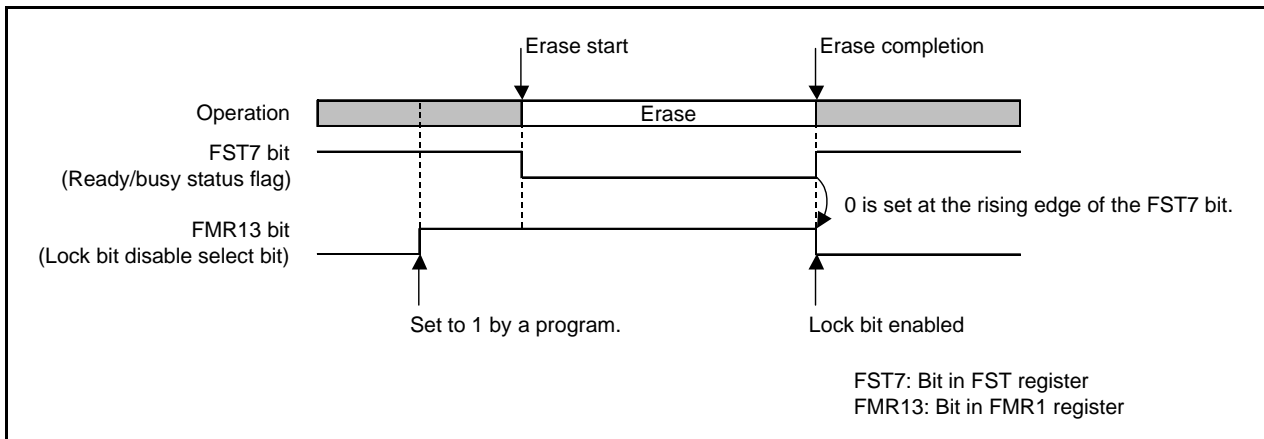 Erase start
Erase completion
Operation
Erase
FST7 bit
(Ready/busy status flag)
0 is set at the rising edge of the FST7 bit.
FMR13 bit
(Lock bit disable select bit)
Set to 1 by a program.
Lock bit enabled
FST7: Bit in FST register
FMR13: Bit in FMR1 register